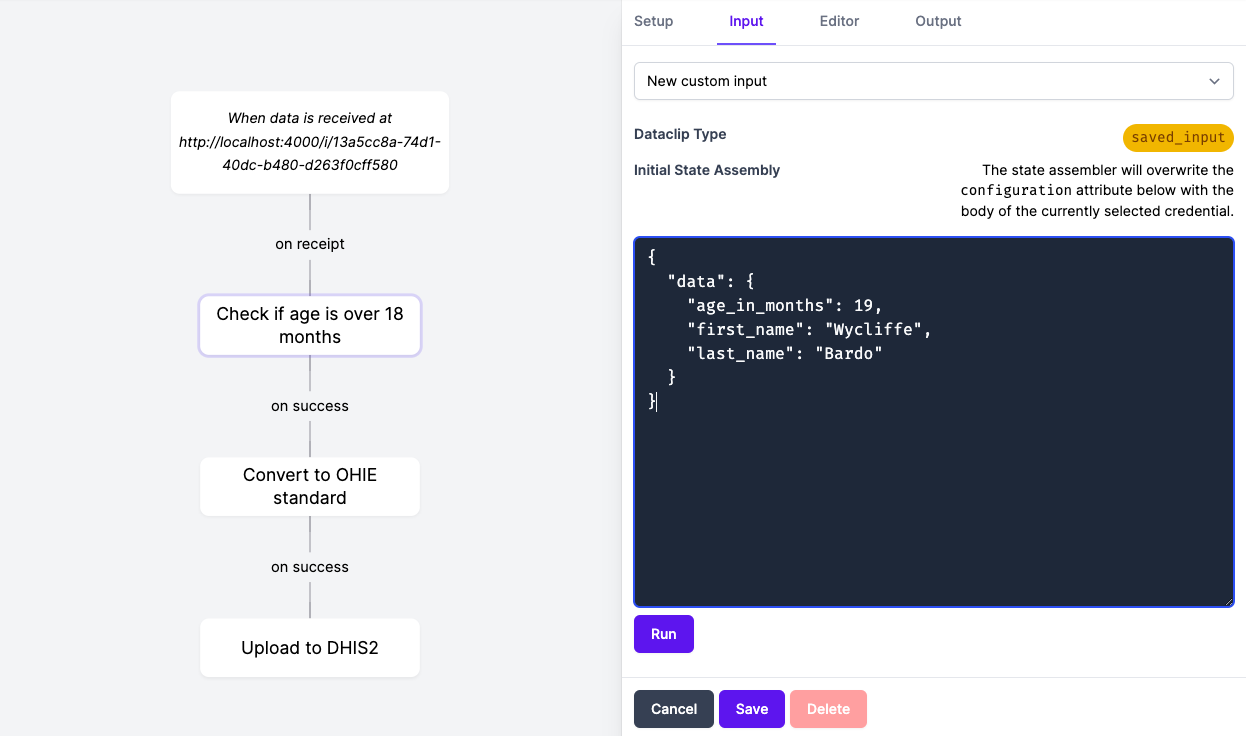 When data is received at
http://localhost:4000/i/13a5cc8a-74d1-
40dc-b480-d263f0cff580
on receipt
Check if age is over 18
months
on success
Convert to OHIE
standard
on success
Upload to DHIS2
Setup Input Editor Output
New custom input
Dataclip Type saved_input
Initial State Assembly The state assembler will overwrite the
configuration attribute below with the
body of the currently selected credential.
{
  "data": {
    "age_in_months": 19,
    "first_name": "Wycliffe",
    "last_name": "Bardo"
  }
}
Run
Cancel Save Delete